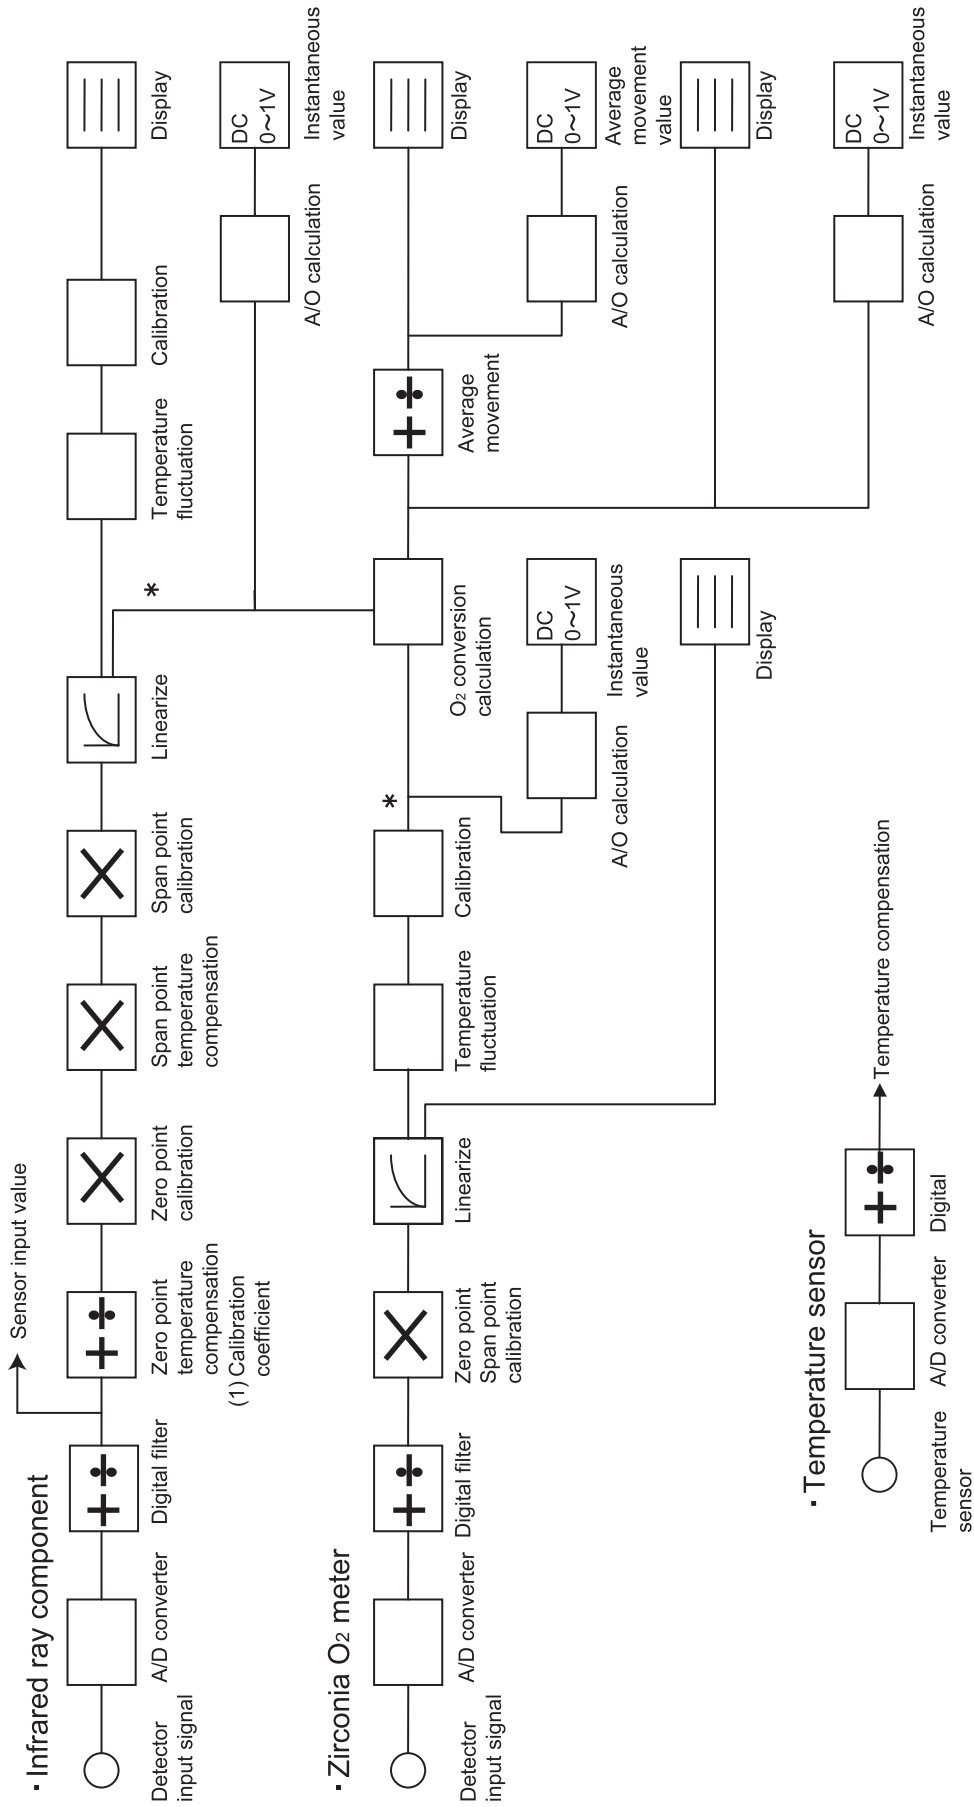 · Infrared ray component
Sensor input value
Detector
input signal
A/D converter
Digital filter
Zero point
temperature
compensation
(1) Calibration
coefficient
Zero point
calibration
Span point
temperature
compensation
Span point
calibration
Linearize
*
Temperature
fluctuation
Calibration
Display
A/O calculation
DC
0~1V
Instantaneous
value
· Zirconia O2 meter
Detector
input signal
A/D converter
Digital filter
Zero point
Span point
calibration
Linearize
Temperature
fluctuation
Calibration
*
O2 conversion
calculation
Average
movement
Display
A/O calculation
DC
0~1V
Instantaneous
value
A/O calculation
DC
0~1V
Average
movement
value
Display
Display
A/O calculation
DC
0~1V
Instantaneous
value
· Temperature sensor
Temperature
sensor
A/D converter
Digital
Temperature compensation